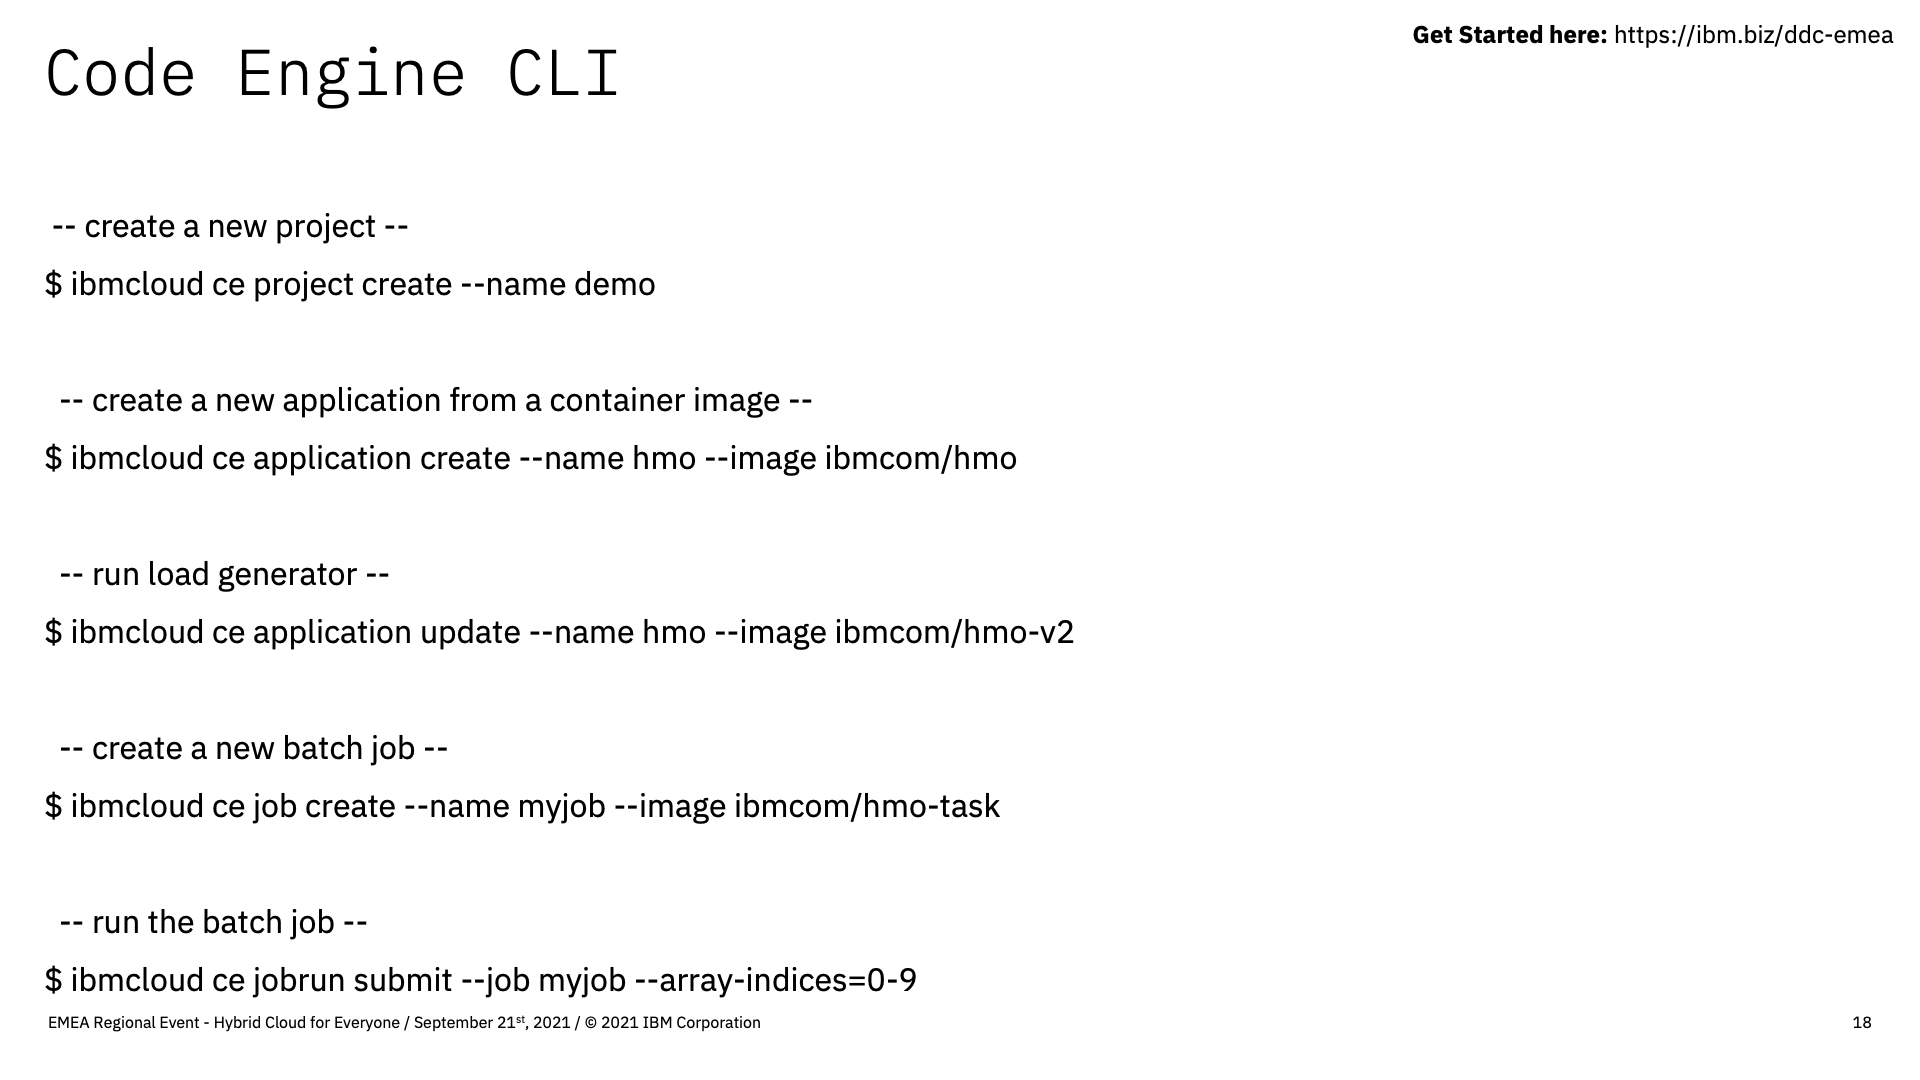 Get Started here: https://ibm.biz/ddc-emea
Code Engine CLI
-- create a new project --
$ ibmcloud ce project create --name demo
-- create a new application from a container image --
$ ibmcloud ce application create --name hmo --image ibmcom/hmo
-- run load generator --
$ ibmcloud ce application update --name hmo --image ibmcom/hmo-v2
-- create a new batch job --
$ ibmcloud ce job create --name myjob --image ibmcom/hmo-task
-- run the batch job --
$ ibmcloud ce jobrun submit --job myjob --array-indices=0-9
EMEA Regional Event - Hybrid Cloud for Everyone / September 21st, 2021 / © 2021 IBM Corporation
18